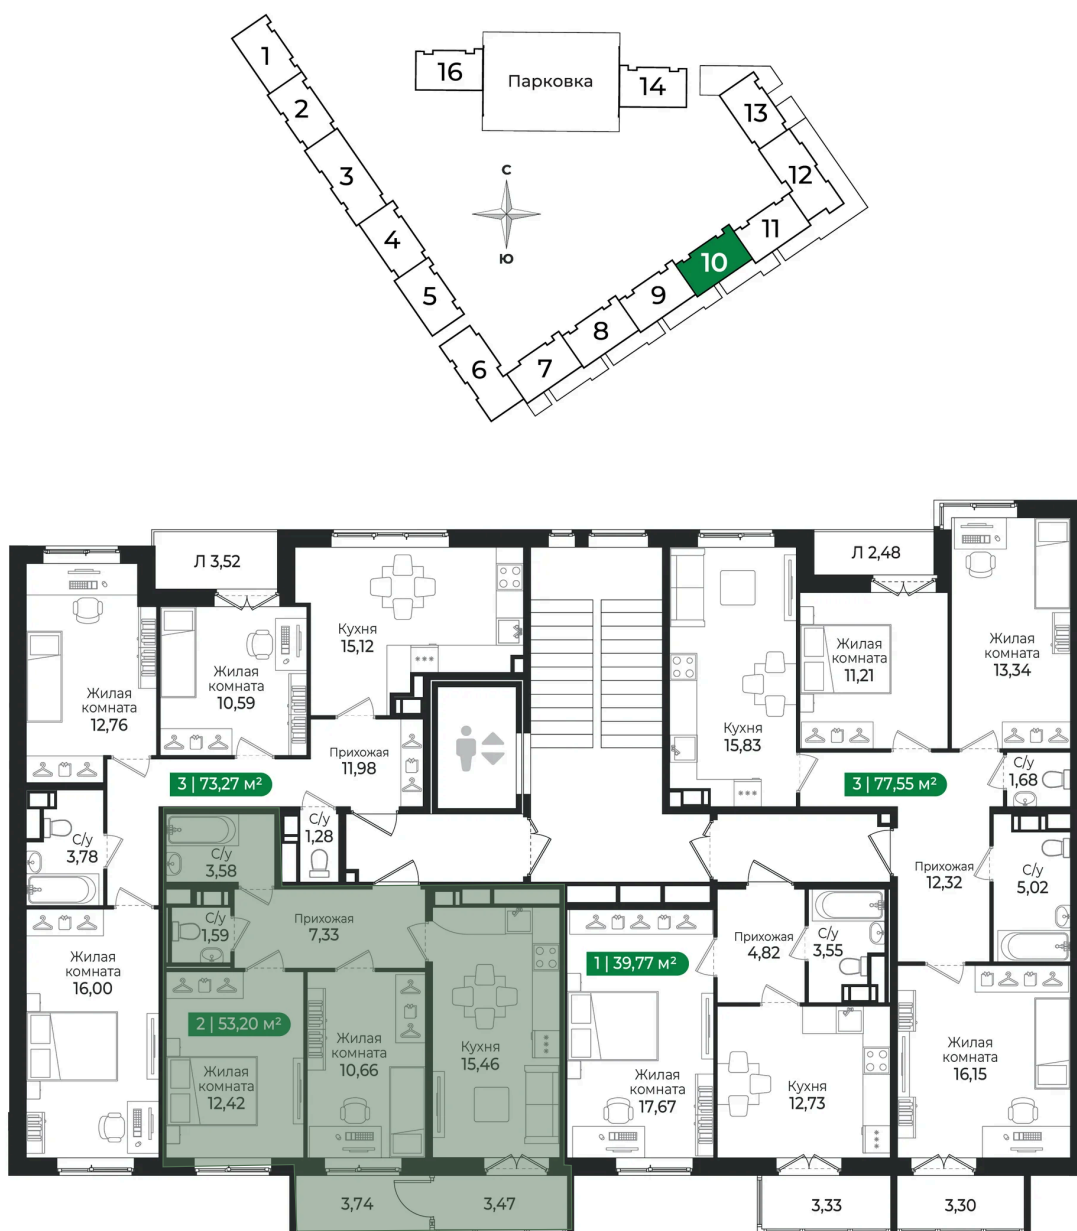 1
2
3
4
5
6
7
8
9
10
11
12
13
14
16
Парковка
С
Ю
Л 3,52
Л 2,48
Кухня
15,12
Жилая
комната
12,76
Жилая
комната
10,59
Прихожая
11,98
3 | 73,27 м²
Кухня
15,83
Жилая
комната
11,21
Жилая
комната
13,34
3 | 77,55 м²
С/у
1,68
С/у
3,78
С/у
3,58
С/у
1,28
С/у
1,59
Прихожая
7,33
Прихожая
12,32
С/у
5,02
Жилая
комната
16,00
2 | 53,20 м²
Жилая
комната
12,42
Жилая
комната
10,66
Кухня
15,46
1 | 39,77 м²
Прихожая
4,82
С/у
3,55
Жилая
комната
17,67
Кухня
12,73
Жилая
комната
16,15
3,74
3,47
3,33
3,30